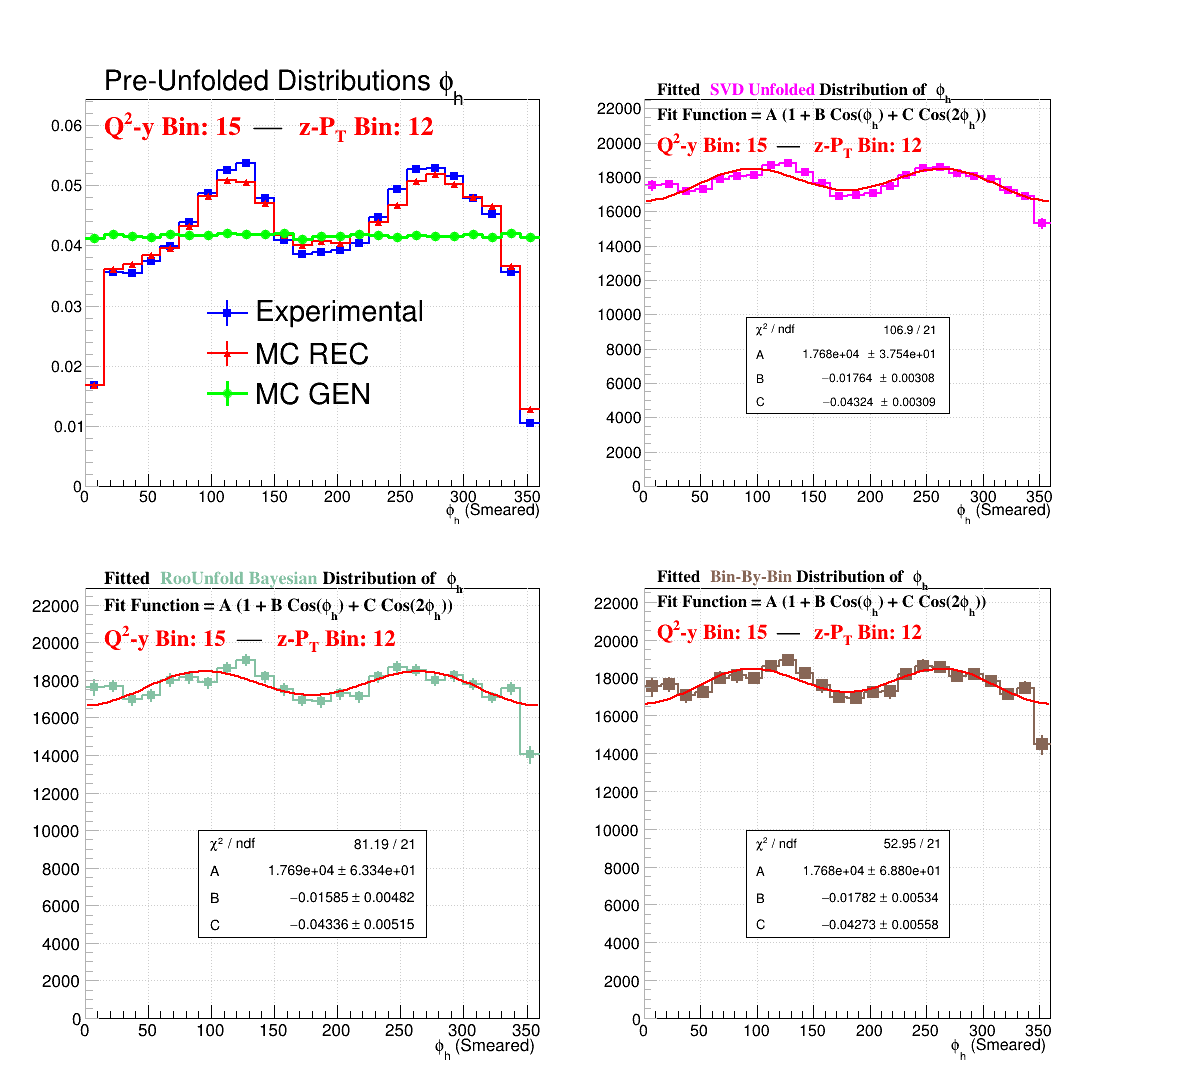 Pre-Unfolded Distributions ϕh
Q²-y Bin: 15 — z-PT Bin: 12
0.06
0.05
0.04
0.03
0.02
0.01
0
Experimental
MC REC
MC GEN
0 50 100 150 200 250 300 350
ϕh (Smeared)
Fitted SVD Unfolded Distribution of ϕh
Fit Function = A (1 + B Cos(ϕh) + C Cos(2ϕh))
Q²-y Bin: 15 — z-PT Bin: 12
22000
20000
18000
16000
14000
12000
10000
8000
6000
4000
2000
0
χ² / ndf 106.9 / 21
A 1.768e+04 ± 3.754e+01
B −0.01764 ± 0.00308
C −0.04324 ± 0.00309
0 50 100 150 200 250 300 350
ϕh (Smeared)
Fitted RooUnfold Bayesian Distribution of ϕh
Fit Function = A (1 + B Cos(ϕh) + C Cos(2ϕh))
Q²-y Bin: 15 — z-PT Bin: 12
22000
20000
18000
16000
14000
12000
10000
8000
6000
4000
2000
0
χ² / ndf 81.19 / 21
A 1.769e+04 ± 6.334e+01
B −0.01585 ± 0.00482
C −0.04336 ± 0.00515
0 50 100 150 200 250 300 350
ϕh (Smeared)
Fitted Bin-By-Bin Distribution of ϕh
Fit Function = A (1 + B Cos(ϕh) + C Cos(2ϕh))
Q²-y Bin: 15 — z-PT Bin: 12
22000
20000
18000
16000
14000
12000
10000
8000
6000
4000
2000
0
χ² / ndf 52.95 / 21
A 1.768e+04 ± 6.880e+01
B −0.01782 ± 0.00534
C −0.04273 ± 0.00558
0 50 100 150 200 250 300 350
ϕh (Smeared)